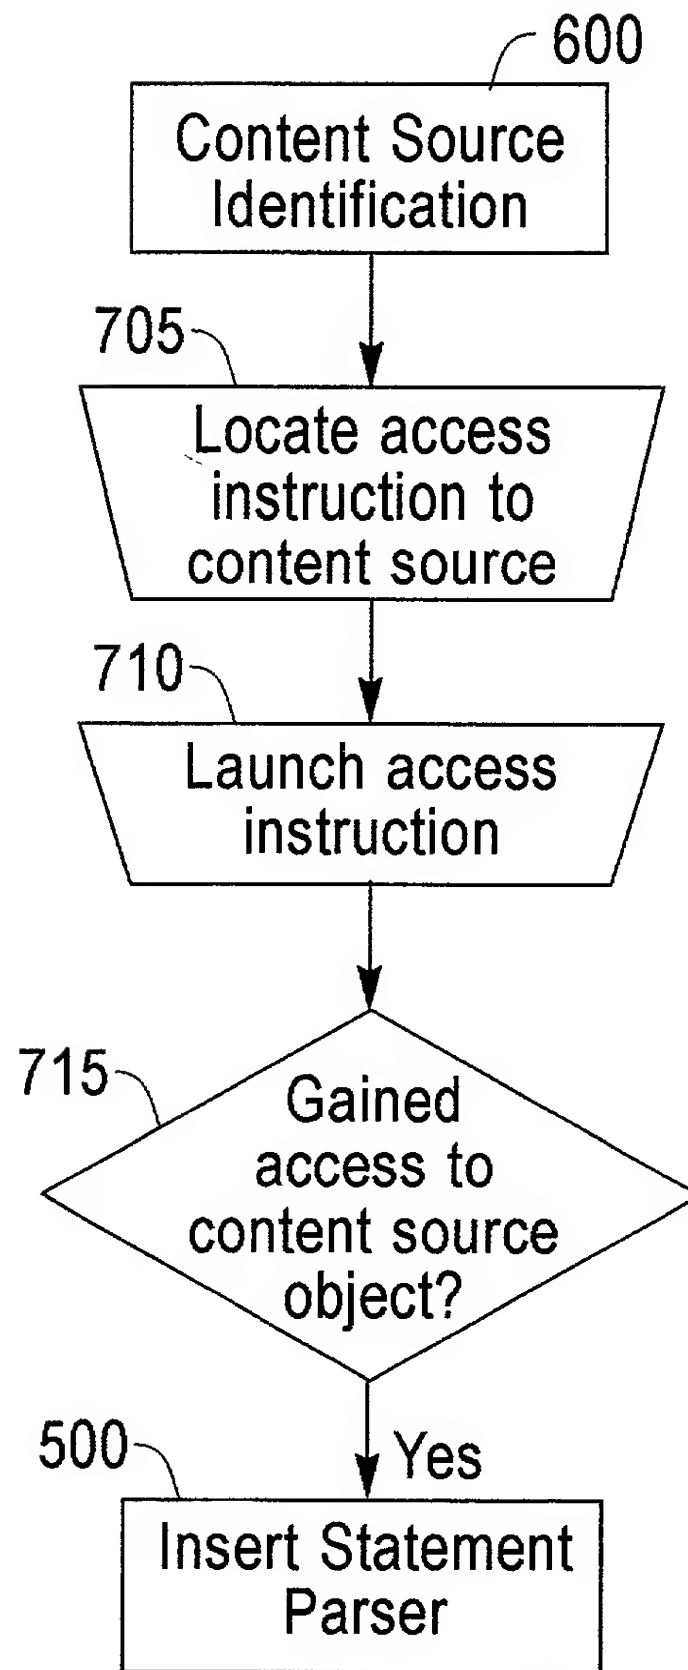 600
Content Source
Identification
705
Locate access
instruction to
content source
710
Launch access
instruction
715
Gained
access to
content source
object?
Yes
500
Insert Statement
Parser